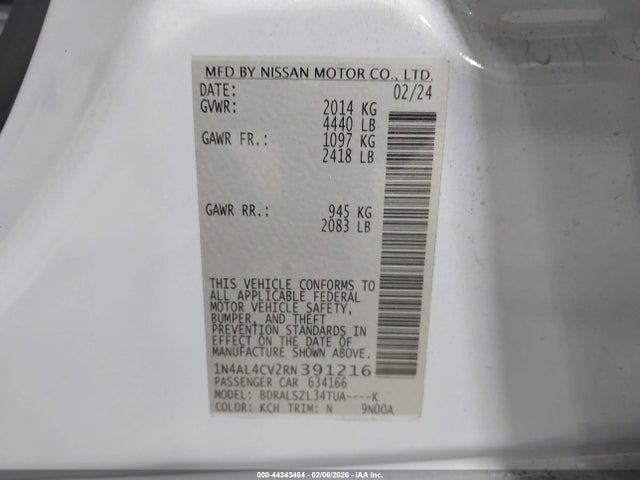 MFD BY NISSAN MOTOR CO., LTD.
DATE: 02/24
GVWR: 2014 KG
4440 LB
GAWR FR.: 1097 KG
2418 LB
GAWR RR.: 945 KG
2083 LB
THIS VEHICLE CONFORMS TO
ALL APPLICABLE FEDERAL
MOTOR VEHICLE SAFETY,
BUMPER, AND THEFT
PREVENTION STANDARDS IN
EFFECT ON THE DATE OF
MANUFACTURE SHOWN ABOVE.
1N4AL4CV2RN391216
PASSENGER CAR 634166
MODEL: BDRALSZL34TUA----K
COLOR: KCH TRIM: N 9N00A
000-44343464 - 02/06/2026 - COPART.CA